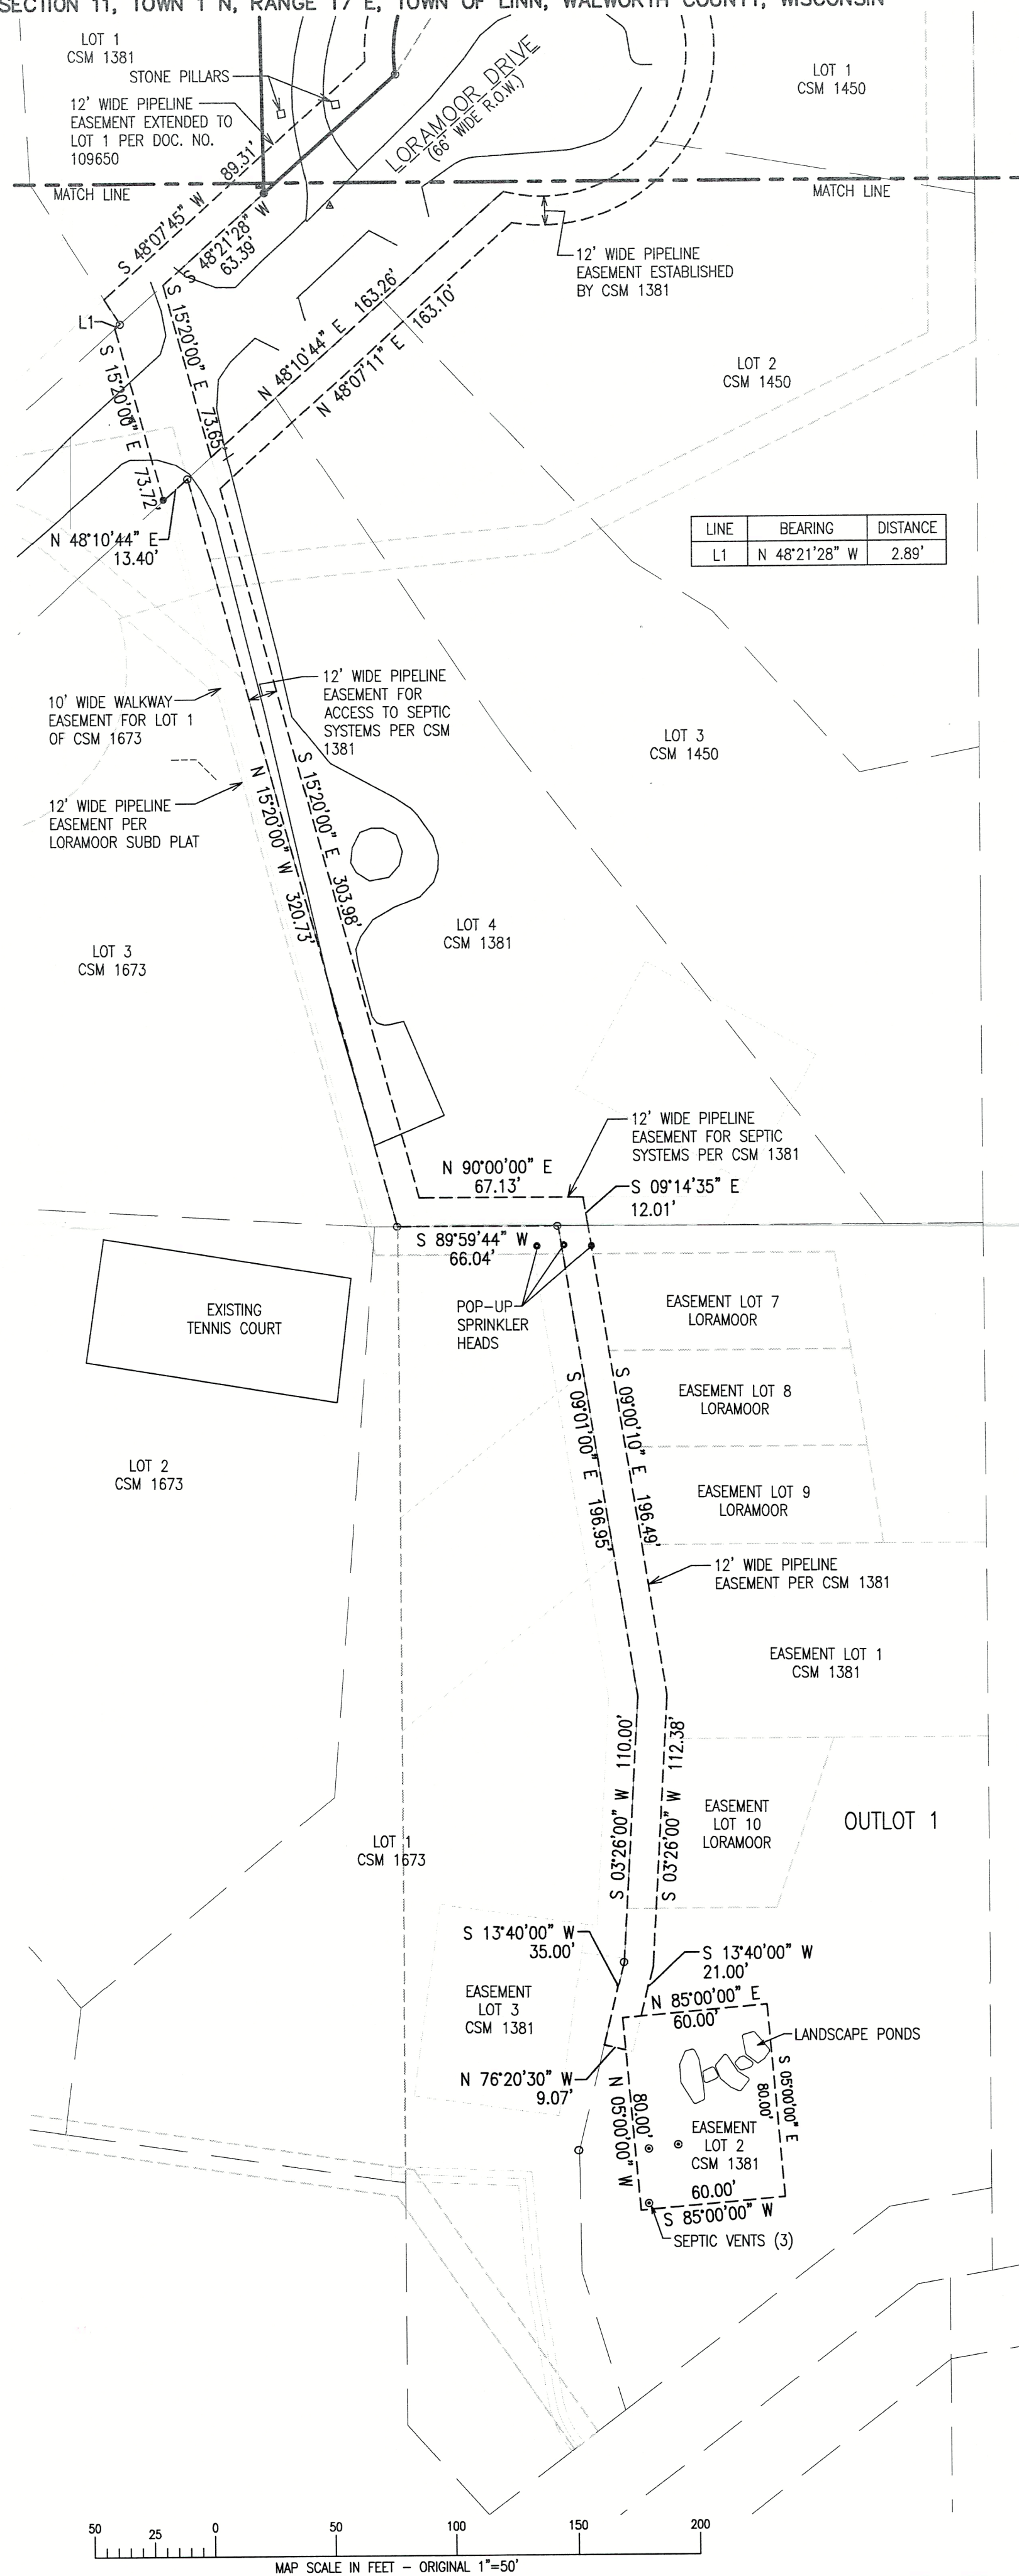 SECTION 11, TOWN 1 N, RANGE 17 E, TOWN OF LINN, WALWORTH COUNTY, WISCONSIN
LOT 1
CSM 1381
STONE PILLARS
12' WIDE PIPELINE
EASEMENT EXTENDED TO
LOT 1 PER DOC. NO.
109650
LORAMOOR DRIVE
(66' WIDE R.O.W.)
LOT 1
CSM 1450
MATCH LINE
MATCH LINE
S 48°07'45" W 89.31'
S 48°21'28" W
63.39'
12' WIDE PIPELINE
EASEMENT ESTABLISHED
BY CSM 1381
L1
S 15°20'00" E 73.72'
S 15°20'00" E 73.65'
N 48°10'44" E 163.26'
N 48°07'11" E 163.10'
LOT 2
CSM 1450
N 48°10'44" E
13.40'
LINE BEARING DISTANCE
L1 N 48°21'28" W 2.89'
10' WIDE WALKWAY
EASEMENT FOR LOT 1
OF CSM 1673
12' WIDE PIPELINE
EASEMENT FOR
ACCESS TO SEPTIC
SYSTEMS PER CSM
1381
LOT 3
CSM 1450
12' WIDE PIPELINE
EASEMENT PER
LORAMOOR SUBD PLAT
N 15°20'00" W 320.73'
S 15°20'00" E 303.98'
LOT 4
CSM 1381
LOT 3
CSM 1673
12' WIDE PIPELINE
EASEMENT FOR SEPTIC
SYSTEMS PER CSM 1381
N 90°00'00" E
67.13'
S 09°14'35" E
12.01'
S 89°59'44" W
66.04'
POP-UP
SPRINKLER
HEADS
EXISTING
TENNIS COURT
EASEMENT LOT 7
LORAMOOR
EASEMENT LOT 8
LORAMOOR
S 09°01'00" E 196.95'
S 09°00'10" E 196.49'
LOT 2
CSM 1673
EASEMENT LOT 9
LORAMOOR
12' WIDE PIPELINE
EASEMENT PER CSM 1381
EASEMENT LOT 1
CSM 1381
S 03°26'00" W 110.00'
S 03°26'00" W 112.38'
EASEMENT
LOT 10
LORAMOOR
OUTLOT 1
LOT 1
CSM 1673
S 13°40'00" W
35.00'
S 13°40'00" W
21.00'
EASEMENT
LOT 3
CSM 1381
N 85°00'00" E
60.00'
LANDSCAPE PONDS
N 76°20'30" W
9.07'
N 05°00'00" W
80.00'
S 05°00'00" E
80.00'
EASEMENT
LOT 2
CSM 1381
60.00'
S 85°00'00" W
SEPTIC VENTS (3)
50 25 0 50 100 150 200
MAP SCALE IN FEET - ORIGINAL 1"=50'